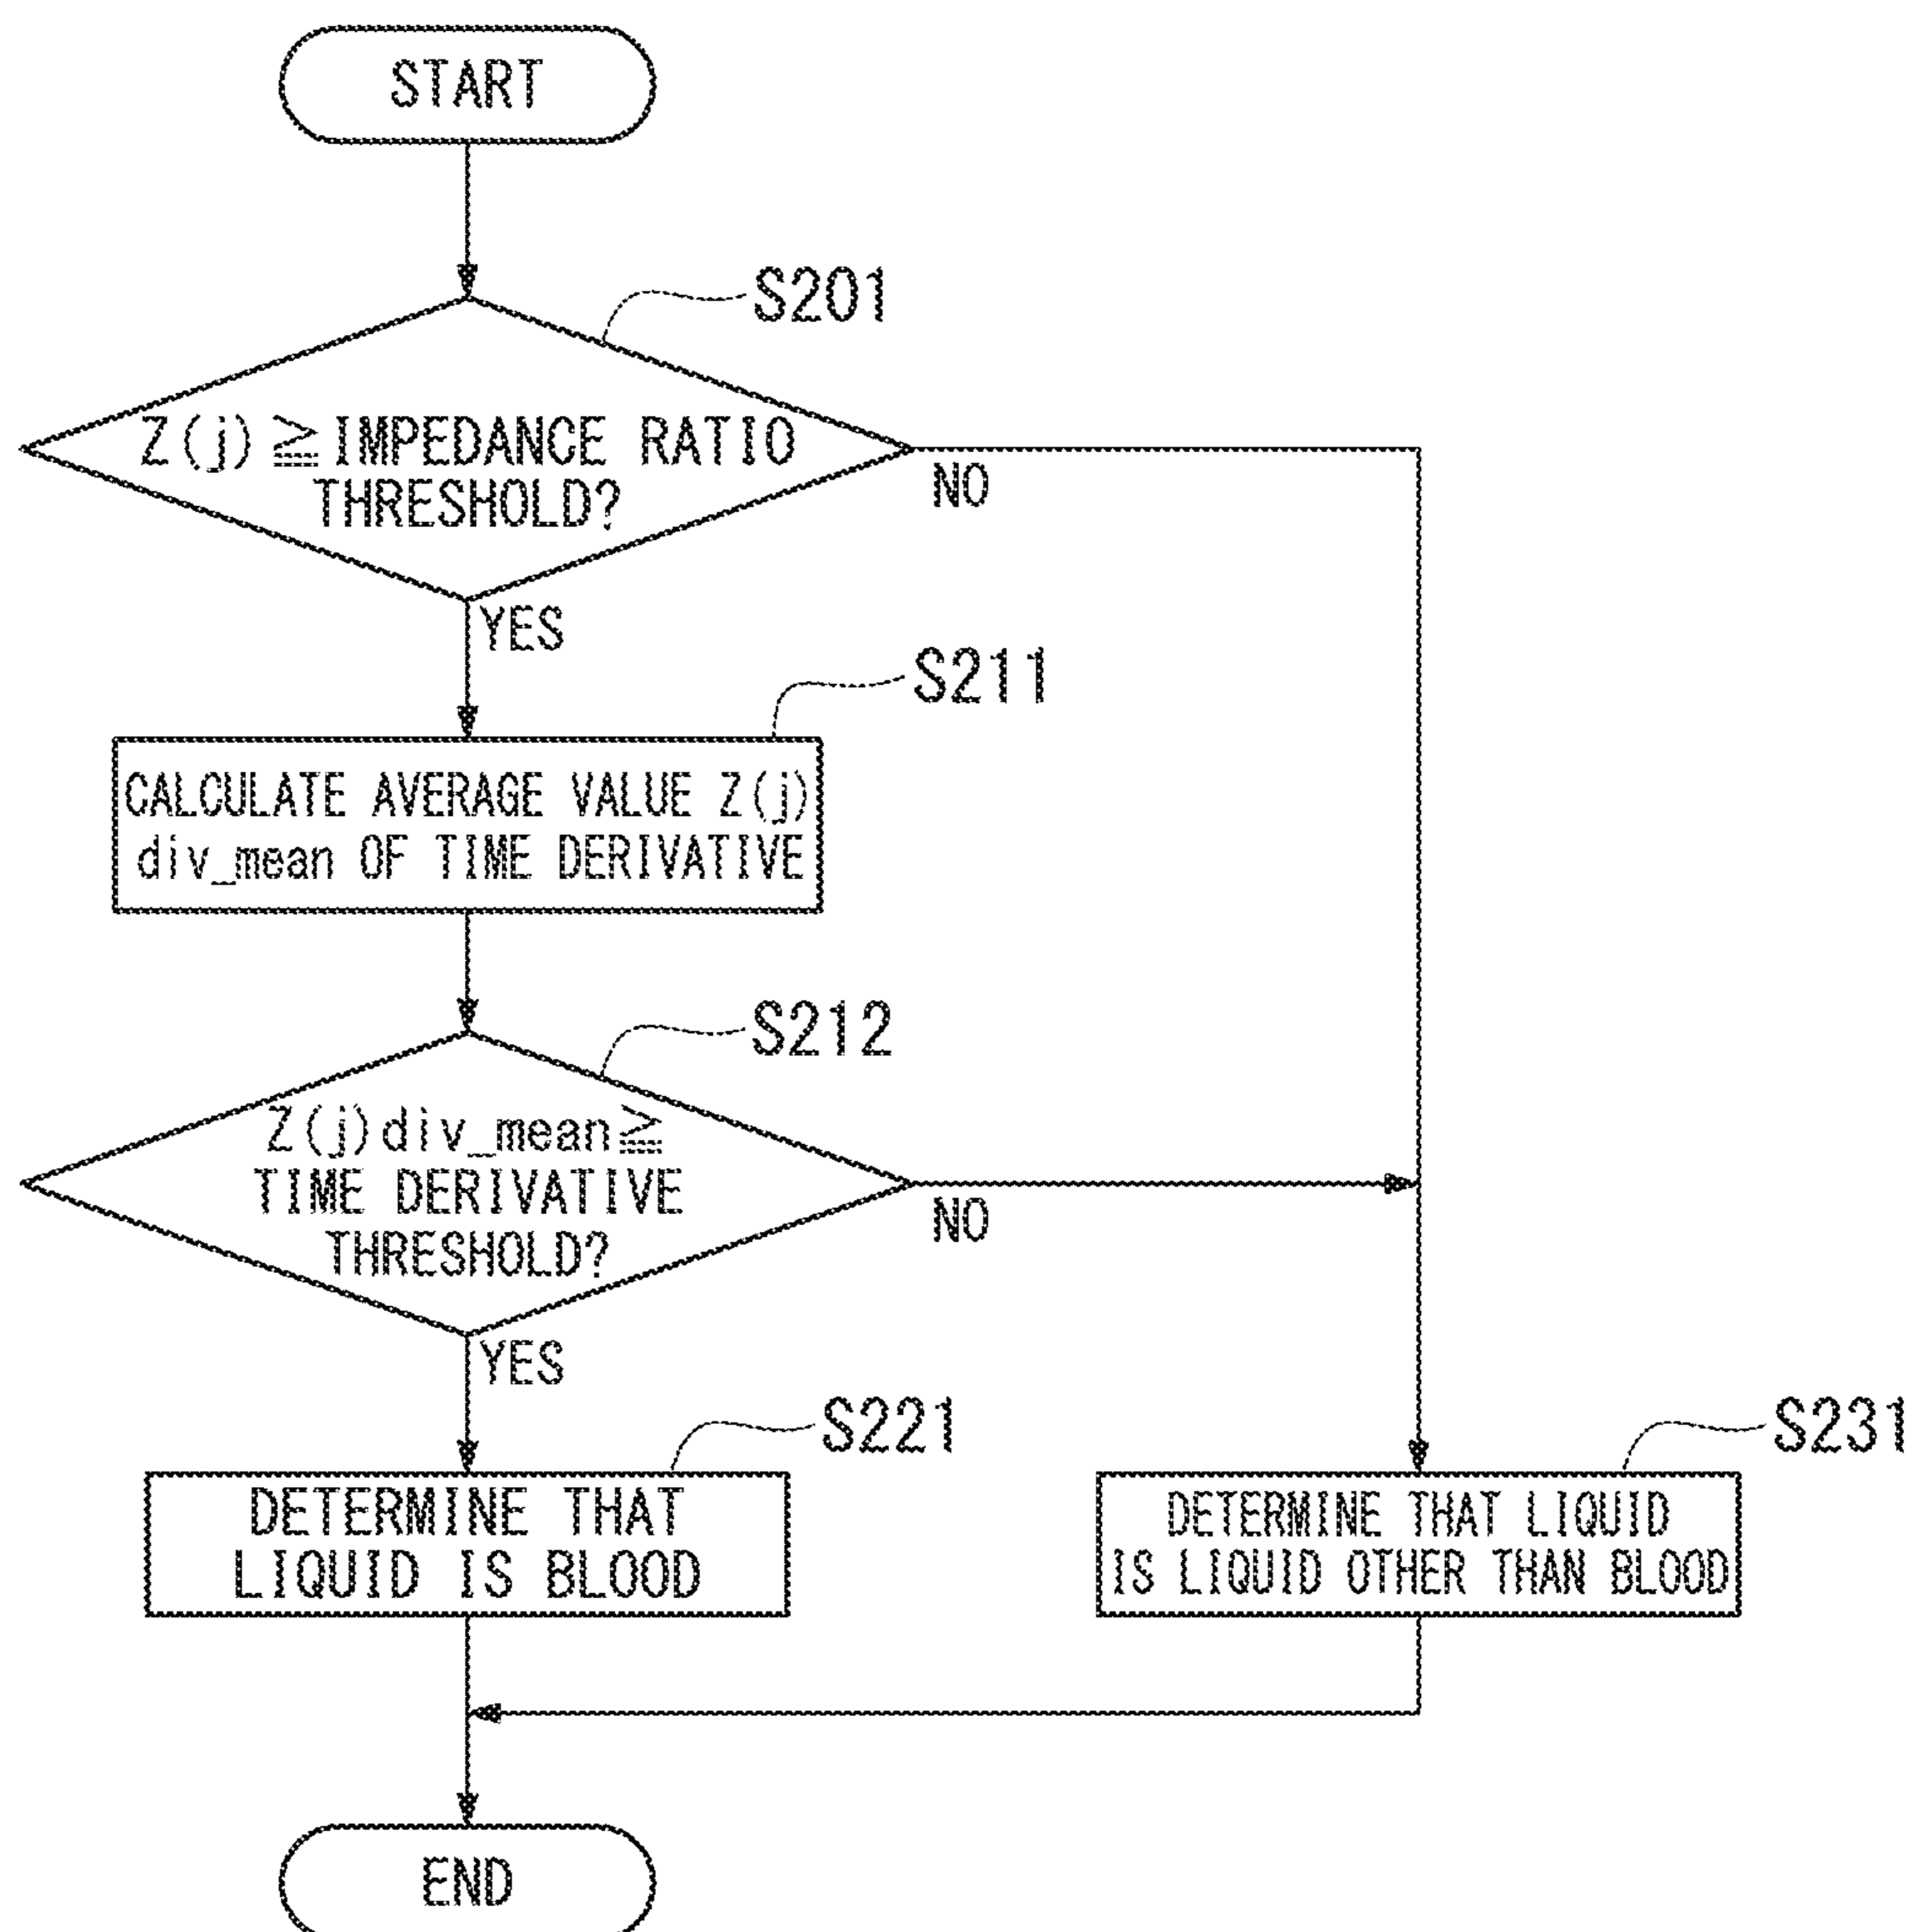 START
S201
Z(j)≧IMPEDANCE RATIO
THRESHOLD?
NO
YES
S211
CALCULATE AVERAGE VALUE Z(j)
div_mean OF TIME DERIVATIVE
S212
Z(j)div_mean≧
TIME DERIVATIVE
THRESHOLD?
NO
YES
S221
DETERMINE THAT
LIQUID IS BLOOD
S231
DETERMINE THAT LIQUID
IS LIQUID OTHER THAN BLOOD
END